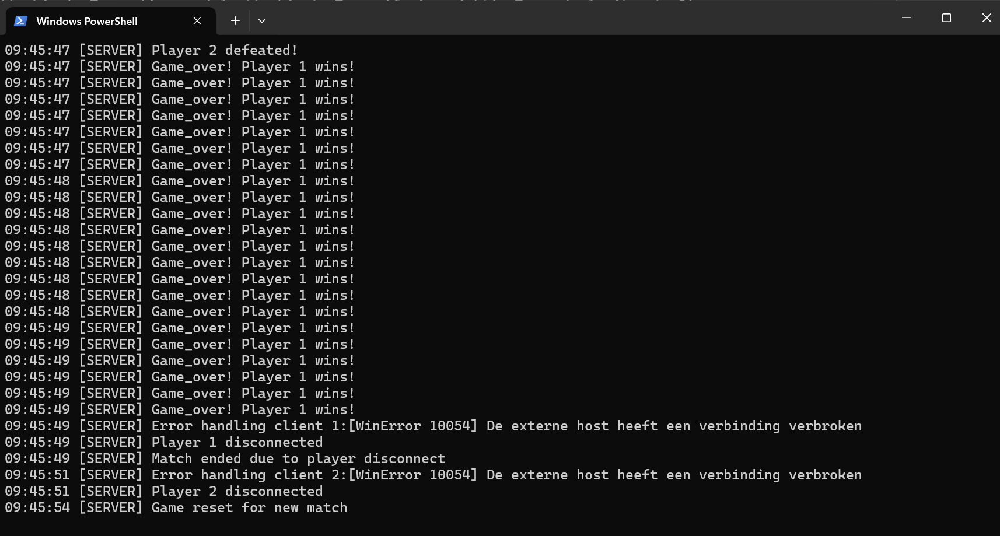 Windows PowerShell
09:45:47 [SERVER] Player 2 defeated!
09:45:47 [SERVER] Game_over! Player 1 wins!
09:45:47 [SERVER] Game_over! Player 1 wins!
09:45:47 [SERVER] Game_over! Player 1 wins!
09:45:47 [SERVER] Game_over! Player 1 wins!
09:45:47 [SERVER] Game_over! Player 1 wins!
09:45:47 [SERVER] Game_over! Player 1 wins!
09:45:47 [SERVER] Game_over! Player 1 wins!
09:45:48 [SERVER] Game_over! Player 1 wins!
09:45:48 [SERVER] Game_over! Player 1 wins!
09:45:48 [SERVER] Game_over! Player 1 wins!
09:45:48 [SERVER] Game_over! Player 1 wins!
09:45:48 [SERVER] Game_over! Player 1 wins!
09:45:48 [SERVER] Game_over! Player 1 wins!
09:45:48 [SERVER] Game_over! Player 1 wins!
09:45:48 [SERVER] Game_over! Player 1 wins!
09:45:48 [SERVER] Game_over! Player 1 wins!
09:45:49 [SERVER] Game_over! Player 1 wins!
09:45:49 [SERVER] Game_over! Player 1 wins!
09:45:49 [SERVER] Game_over! Player 1 wins!
09:45:49 [SERVER] Game_over! Player 1 wins!
09:45:49 [SERVER] Game_over! Player 1 wins!
09:45:49 [SERVER] Game_over! Player 1 wins!
09:45:49 [SERVER] Error handling client 1:[WinError 10054] De externe host heeft een verbinding verbroken
09:45:49 [SERVER] Player 1 disconnected
09:45:49 [SERVER] Match ended due to player disconnect
09:45:51 [SERVER] Error handling client 2:[WinError 10054] De externe host heeft een verbinding verbroken
09:45:51 [SERVER] Player 2 disconnected
09:45:54 [SERVER] Game reset for new match